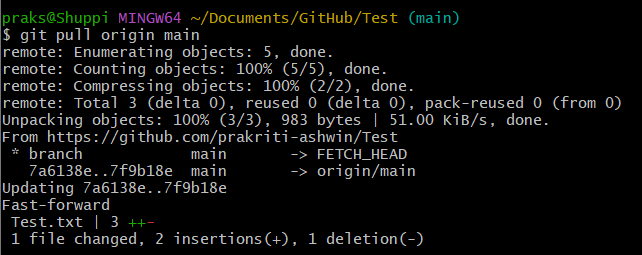 praks@Shuppi MINGW64 ~/Documents/GitHub/Test (main)
$ git pull origin main
remote: Enumerating objects: 5, done.
remote: Counting objects: 100% (5/5), done.
remote: Compressing objects: 100% (2/2), done.
remote: Total 3 (delta 0), reused 0 (delta 0), pack-reused 0 (from 0)
Unpacking objects: 100% (3/3), 983 bytes | 51.00 KiB/s, done.
From https://github.com/prakriti-ashwin/Test
 * branch            main       -> FETCH_HEAD
   7a6138e..7f9b18e  main       -> origin/main
Updating 7a6138e..7f9b18e
Fast-forward
 Test.txt | 3 ++-
 1 file changed, 2 insertions(+), 1 deletion(-)